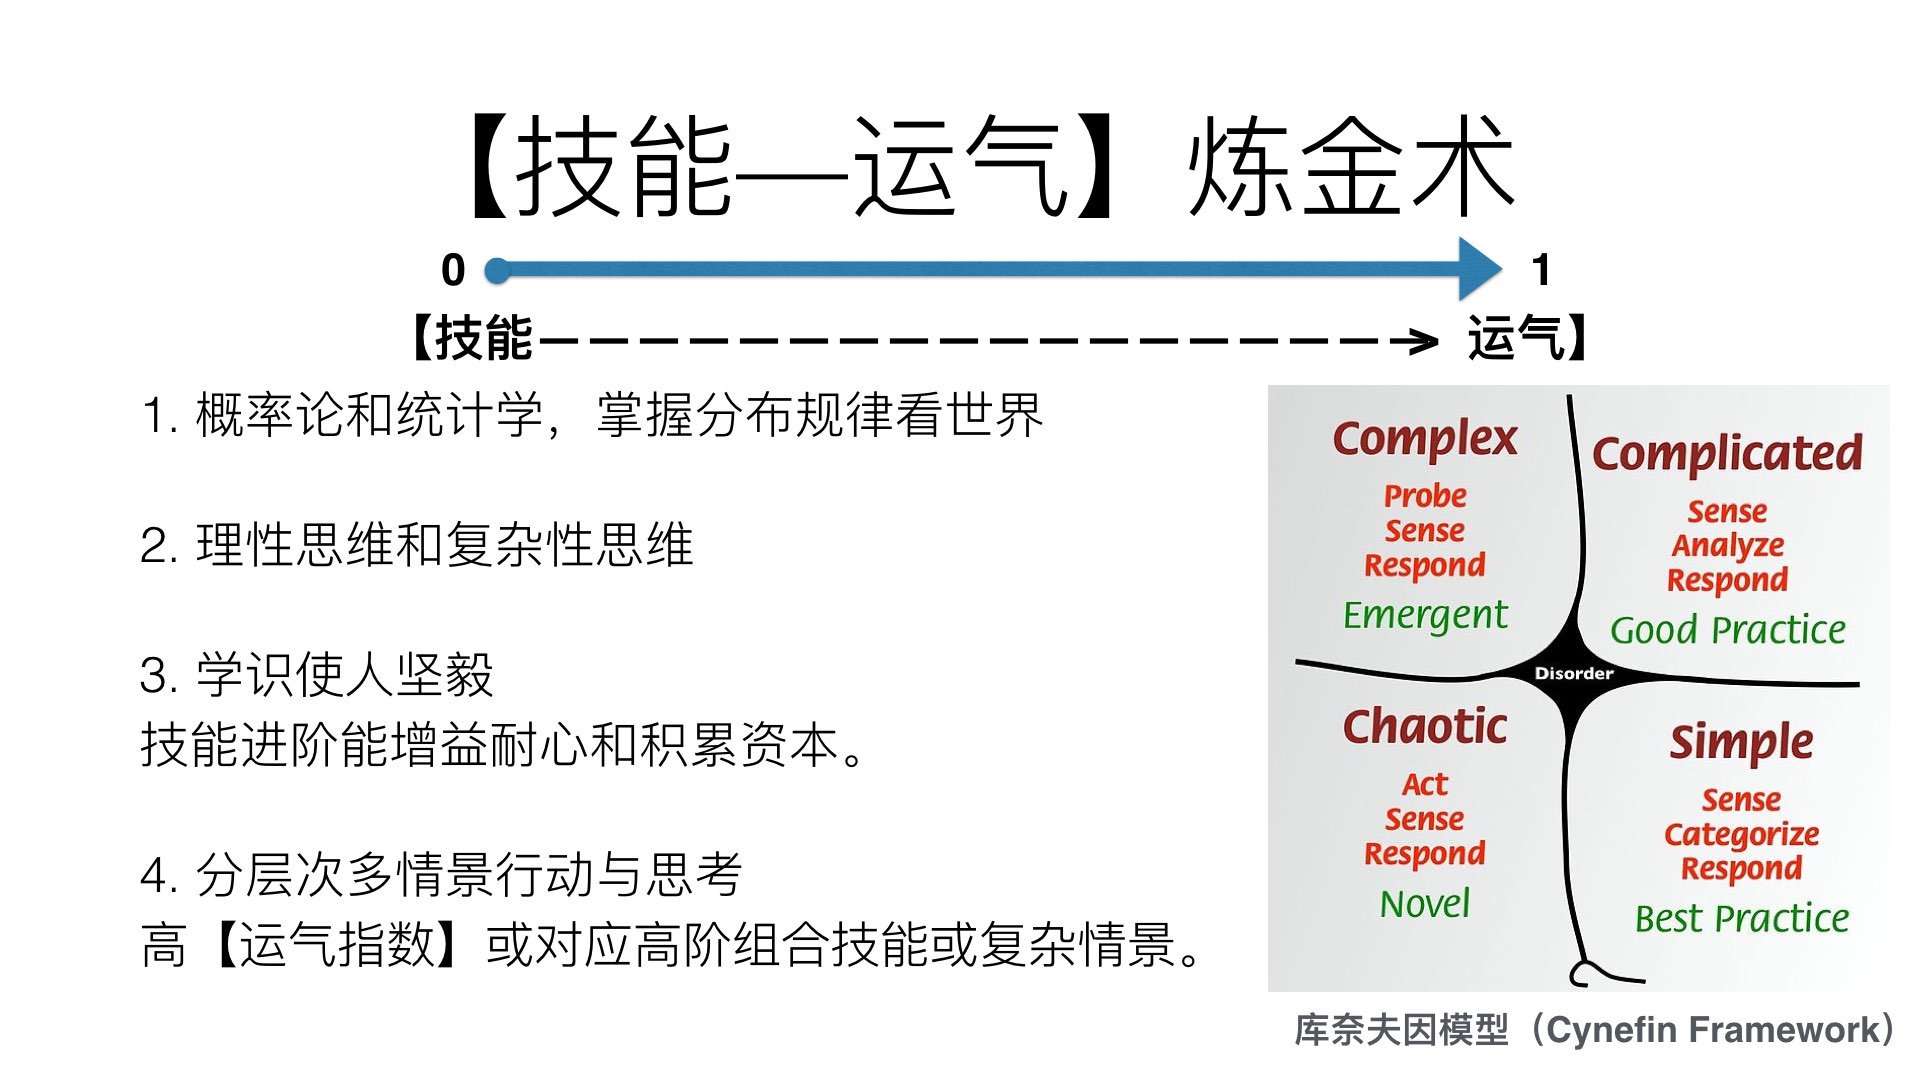 【技能—运气】炼金术
0 1
【技能－－－－－－－－－－－－－－－－－> 运气】
1. 概率论和统计学，掌握分布规律看世界
2. 理性思维和复杂性思维
3. 学识使人坚毅
技能进阶能增益耐心和积累资本。
4. 分层次多情景行动与思考
高【运气指数】或对应高阶组合技能或复杂情景。
Complex
Probe
Sense
Respond
Emergent
Complicated
Sense
Analyze
Respond
Good Practice
Disorder
Chaotic
Act
Sense
Respond
Novel
Simple
Sense
Categorize
Respond
Best Practice
库奈夫因模型（Cynefin Framework）